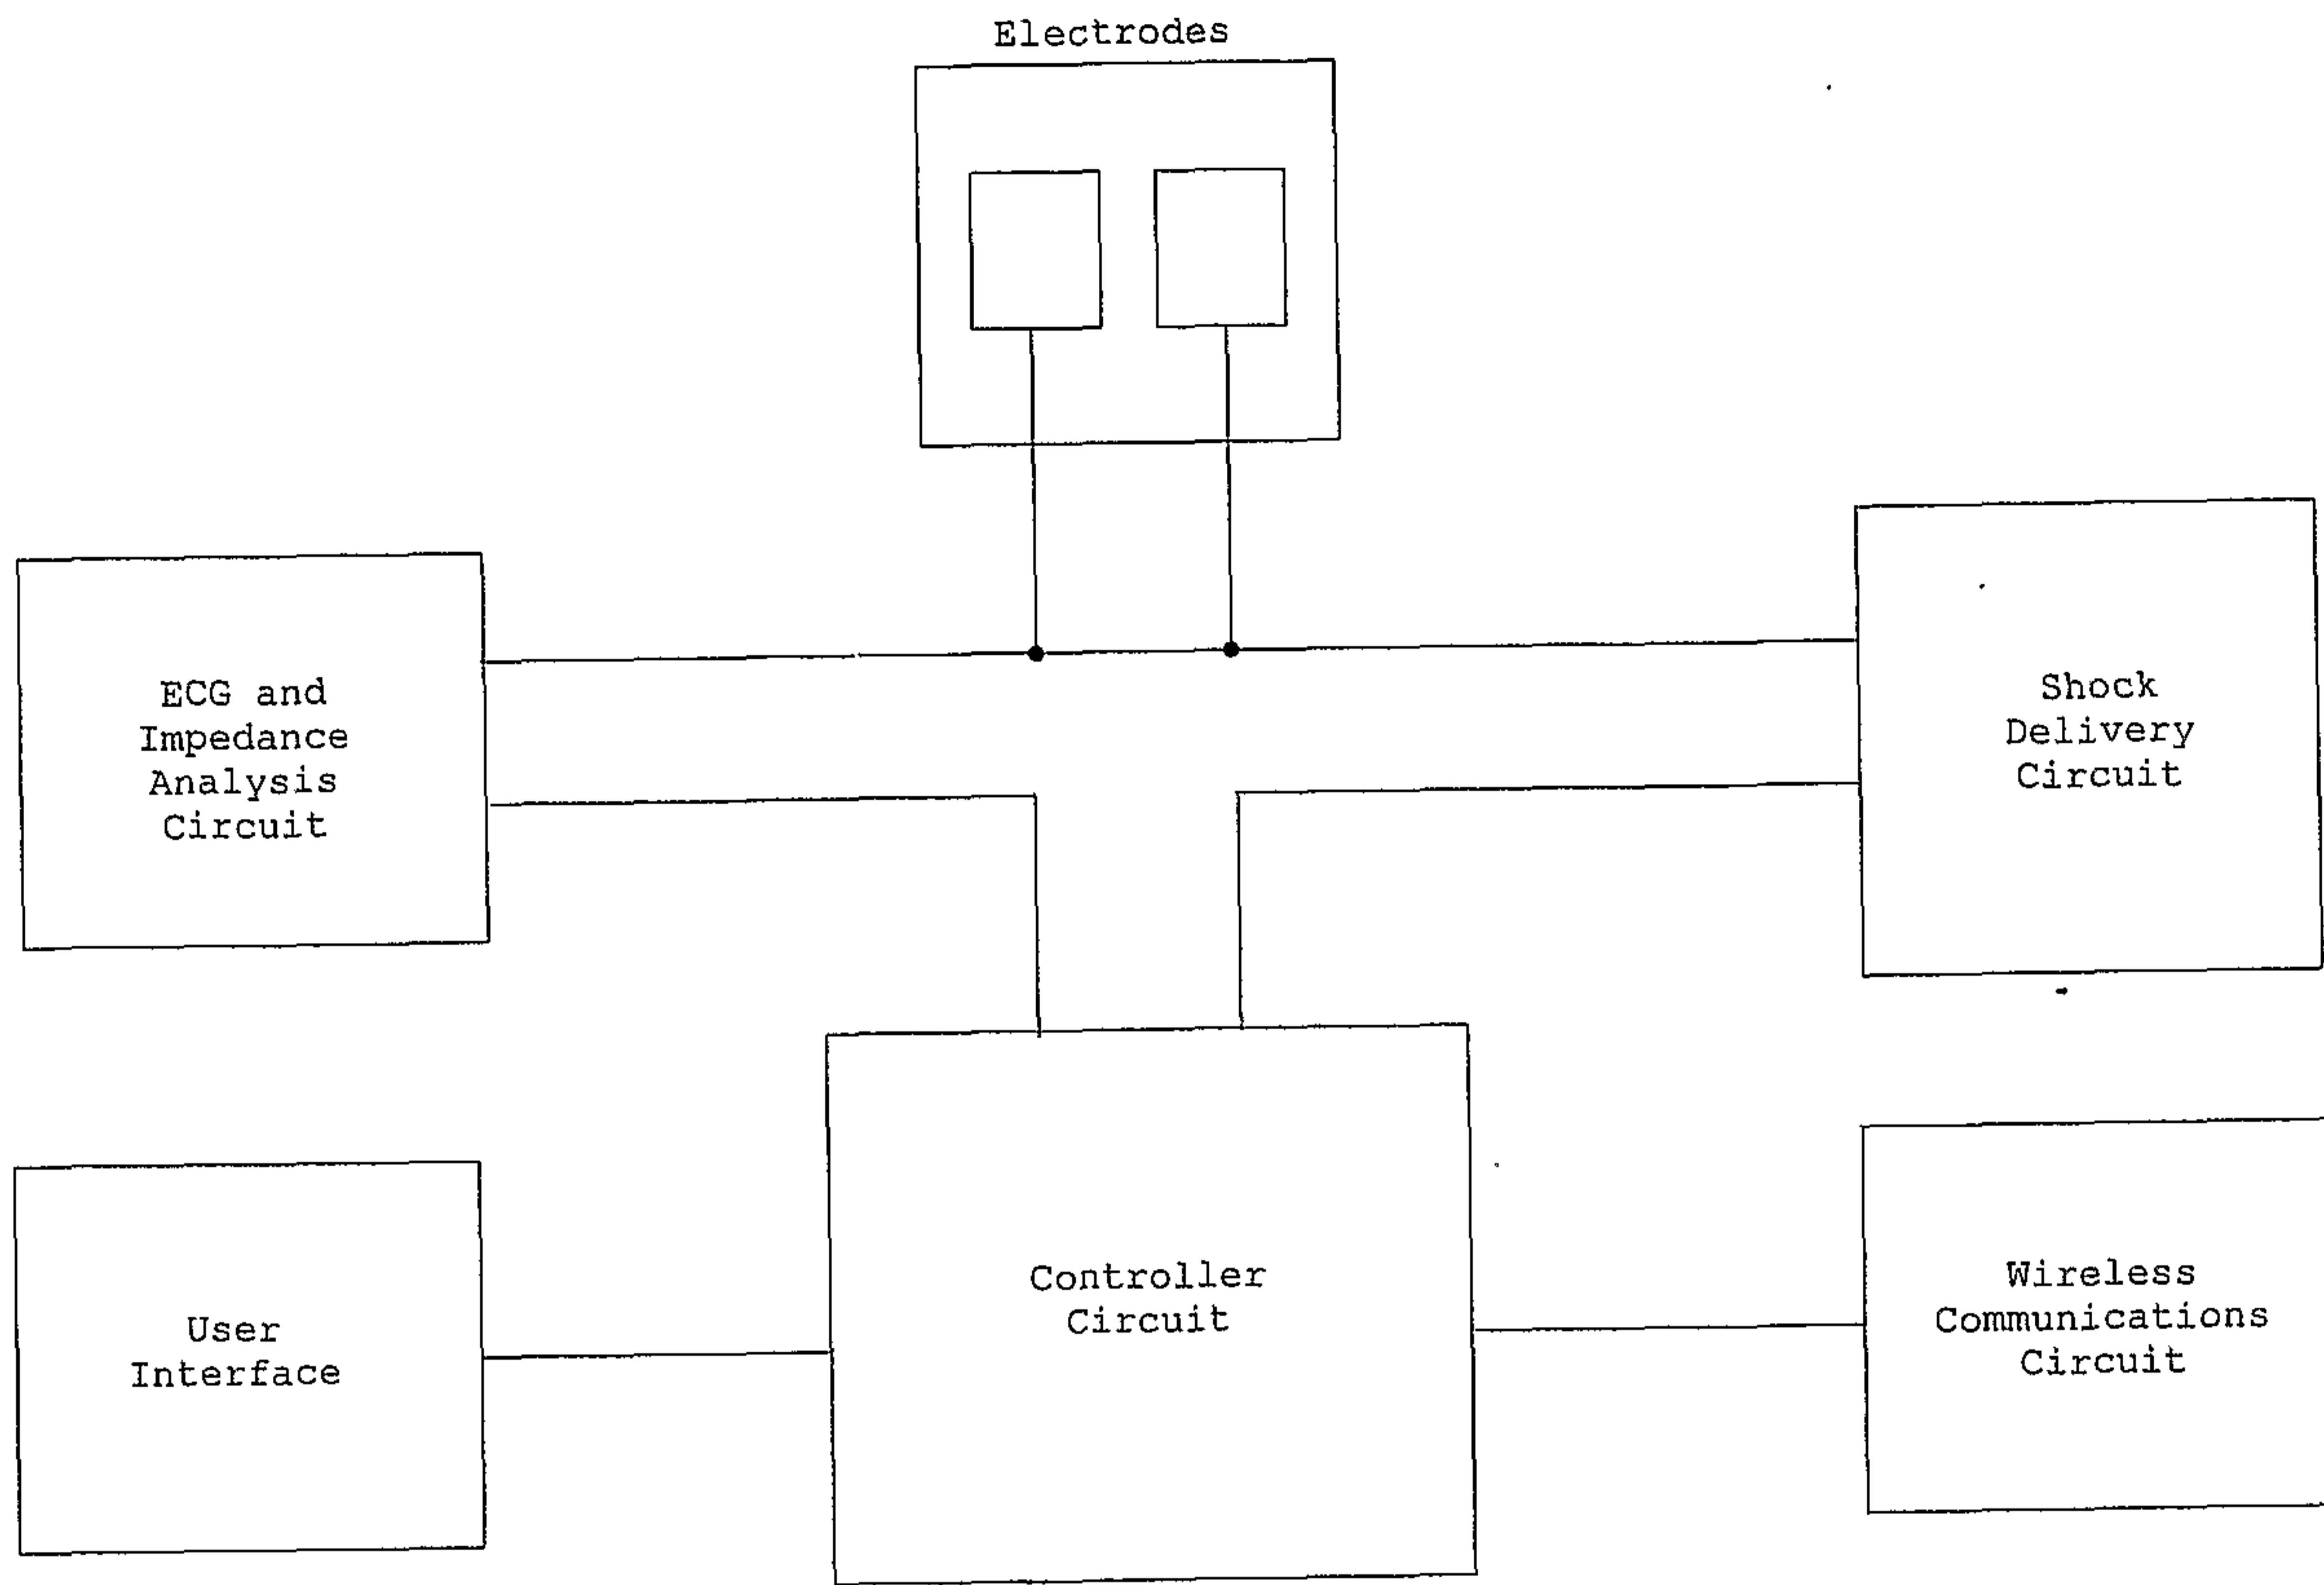 Electrodes
ECG and
Impedance
Analysis
Circuit
Shock
Delivery
Circuit
User
Interface
Controller
Circuit
Wireless
Communications
Circuit